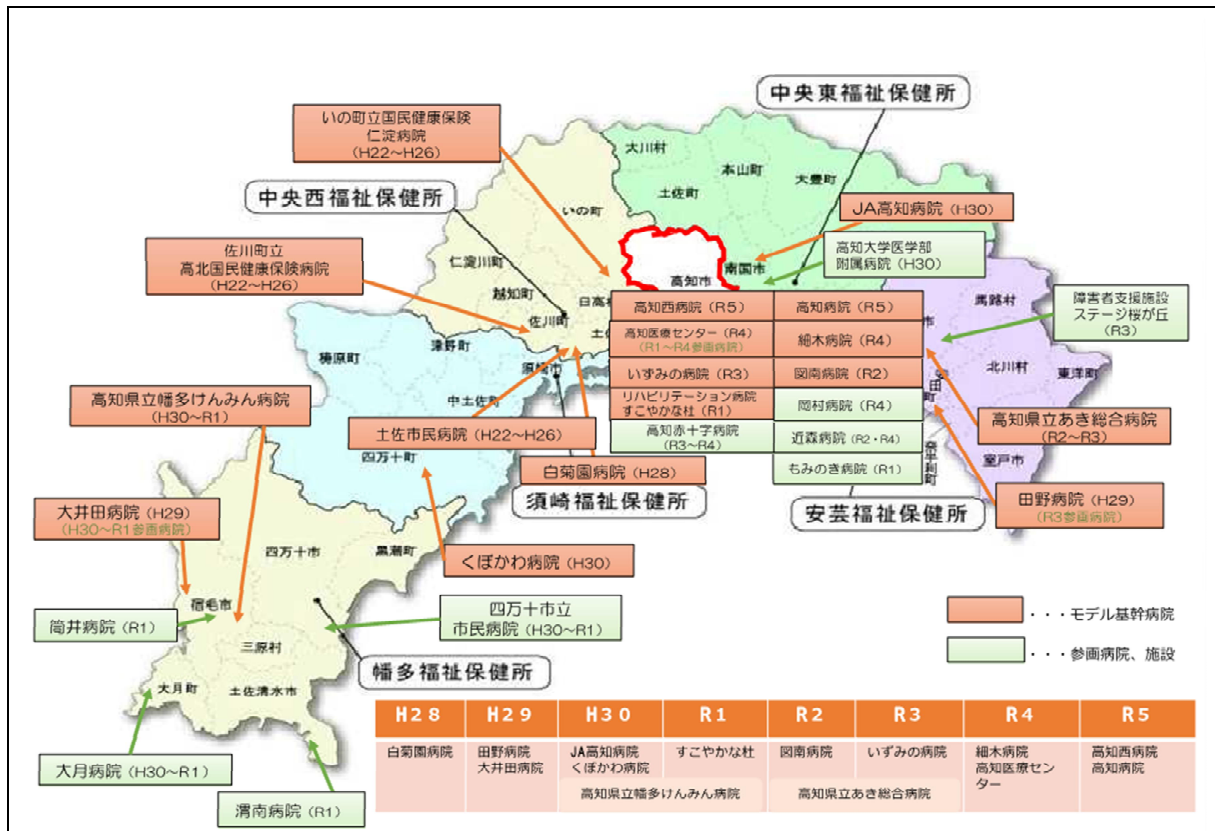 中央東福祉保健所
いの町立国民健康保険
仁淀病院
(H22～H26)
大川村
本山町
大豊町
土佐町
中央西福祉保健所
いの町
JA高知病院(H30)
佐川町立
高北国民健康保険病院
(H22～H26)
仁淀川町
越知町
日高
佐川町
土
高知市
南国市
高知大学医学部
附属病院(H30)
馬路村
障害者支援施設
ステージ桜が丘
(R3)
市
北川村
東洋町
田
町
室戸市
高知西病院(R5)
高知病院(R5)
高知医療センター(R4)
(R1～R4参画病院)
細木病院(R4)
いずみの病院(R3)
図南病院(R2)
リハビリテーション病院
すこやかな杜(R1)
岡村病院(R4)
高知赤十字病院
(R3～R4)
近森病院(R2・R4)
もみのき病院(R1)
梼原町
津野町
須崎市
中土佐町
四万十町
高知県立幡多けんみん病院
(H30～R1)
土佐市民病院(H22～H26)
高知県立あき総合病院
(R2～R3)
白菊園病院(H28)
須崎福祉保健所
安芸福祉保健所
田野病院(H29)
(R3参画病院)
大井田病院(H29)
(H30～R1参画病院)
四万十市
黒潮町
くぼかわ病院(H30)
宿毛市
筒井病院(R1)
四万十市立
市民病院(H30～R1)
・・・モデル基幹病院
三原村
・・・参画病院、施設
幡多福祉保健所
大月町
土佐清水市
大月病院(H30～R1)
渭南病院(R1)
H28 H29 H30 R1 R2 R3 R4 R5
白菊園病院 田野病院 JA高知病院 すこやかな杜 図南病院 いずみの病院 細木病院 高知西病院
大井田病院 くぼかわ病院 高知医療セン 高知病院
ター
高知県立幡多けんみん病院 高知県立あき総合病院